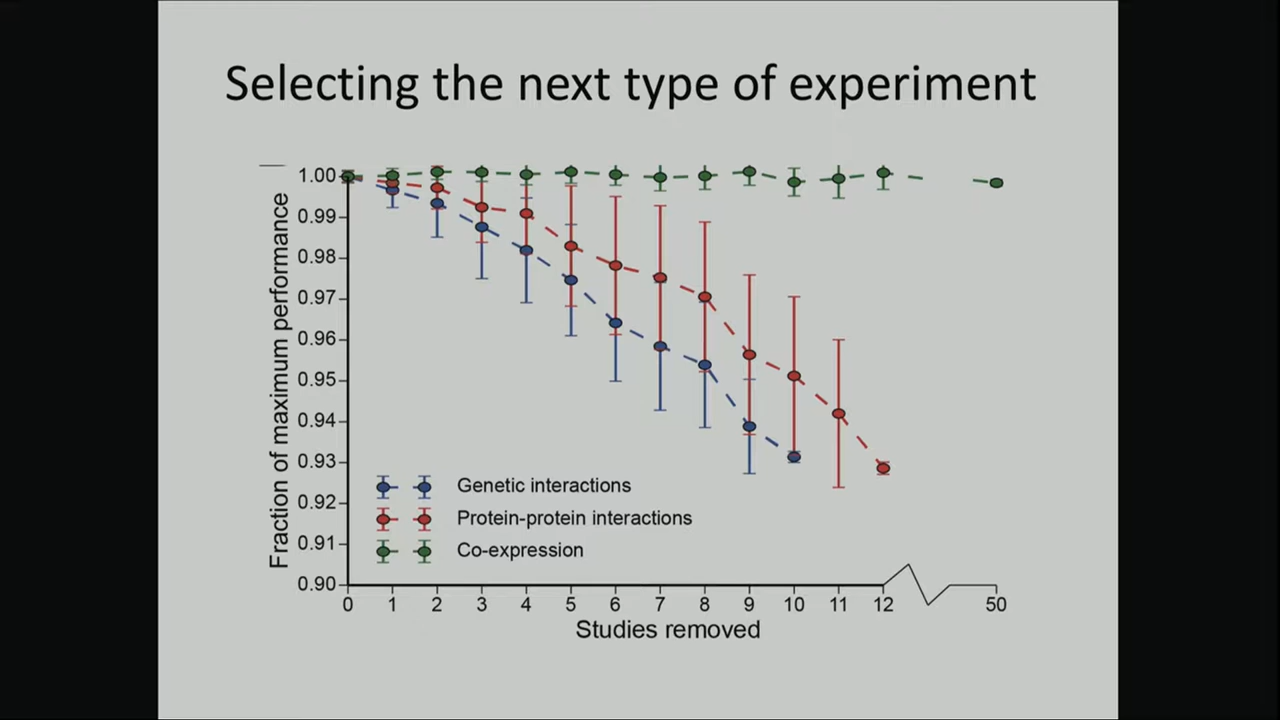 Selecting the next type of experiment
Fraction of maximum performance
1.00
0.99
0.98
0.97
0.96
0.95
0.94
0.93
0.92
0.91
0.90
Genetic interactions
Protein-protein interactions
Co-expression
0 1 2 3 4 5 6 7 8 9 10 11 12 50
Studies removed